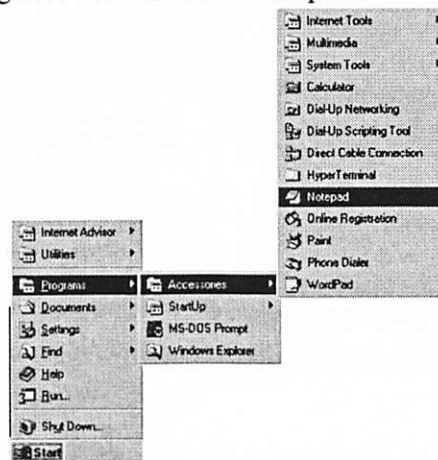 Internet Tools
Multimedia
System Tools
Calculator
Dial-Up Networking
Dial-Up Scripting Tool
Direct Cable Connection
HyperTerminal
Notepad
Online Registration
Paint
Phone Dialer
WordPad
Internet Advisor
Utilities
Programs
Documents
Settings
Find
Help
Run...
Shut Down...
Start
Accessories
StartUp
MS-DOS Prompt
Windows Explorer